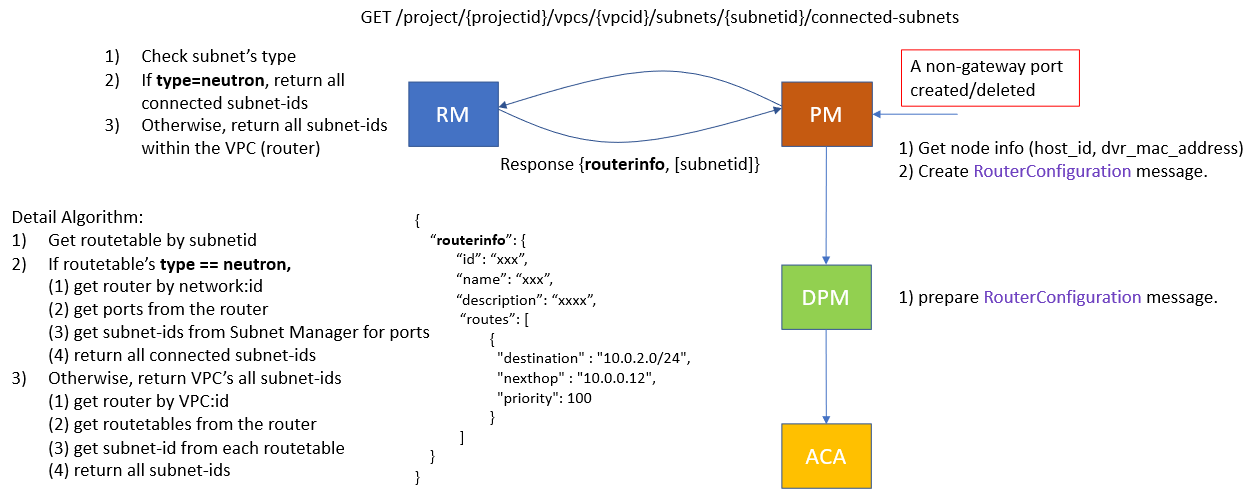 GET /project/{projectid}/vpcs/{vpcid}/subnets/{subnetid}/connected-subnets
1) Check subnet’s type
2) If type=neutron, return all
connected subnet-ids
3) Otherwise, return all subnet-ids
within the VPC (router)
RM
PM
A non-gateway port
created/deleted
Response {routerinfo, [subnetid]}
1) Get node info (host_id, dvr_mac_address)
2) Create RouterConfiguration message.
Detail Algorithm:
1) Get routetable by subnetid
2) If routetable’s type == neutron,
(1) get router by network:id
(2) get ports from the router
(3) get subnet-ids from Subnet Manager for ports
(4) return all connected subnet-ids
3) Otherwise, return VPC’s all subnet-ids
(1) get router by VPC:id
(2) get routetables from the router
(3) get subnet-id from each routetable
(4) return all subnet-ids
{
“routerinfo”: {
“id”: “xxx”,
“name”: “xxx”,
“description”: “xxxx”,
“routes”: [
{
"destination" : "10.0.2.0/24",
"nexthop" : "10.0.0.12",
"priority": 100
}
]
}
}
DPM
1) prepare RouterConfiguration message.
ACA